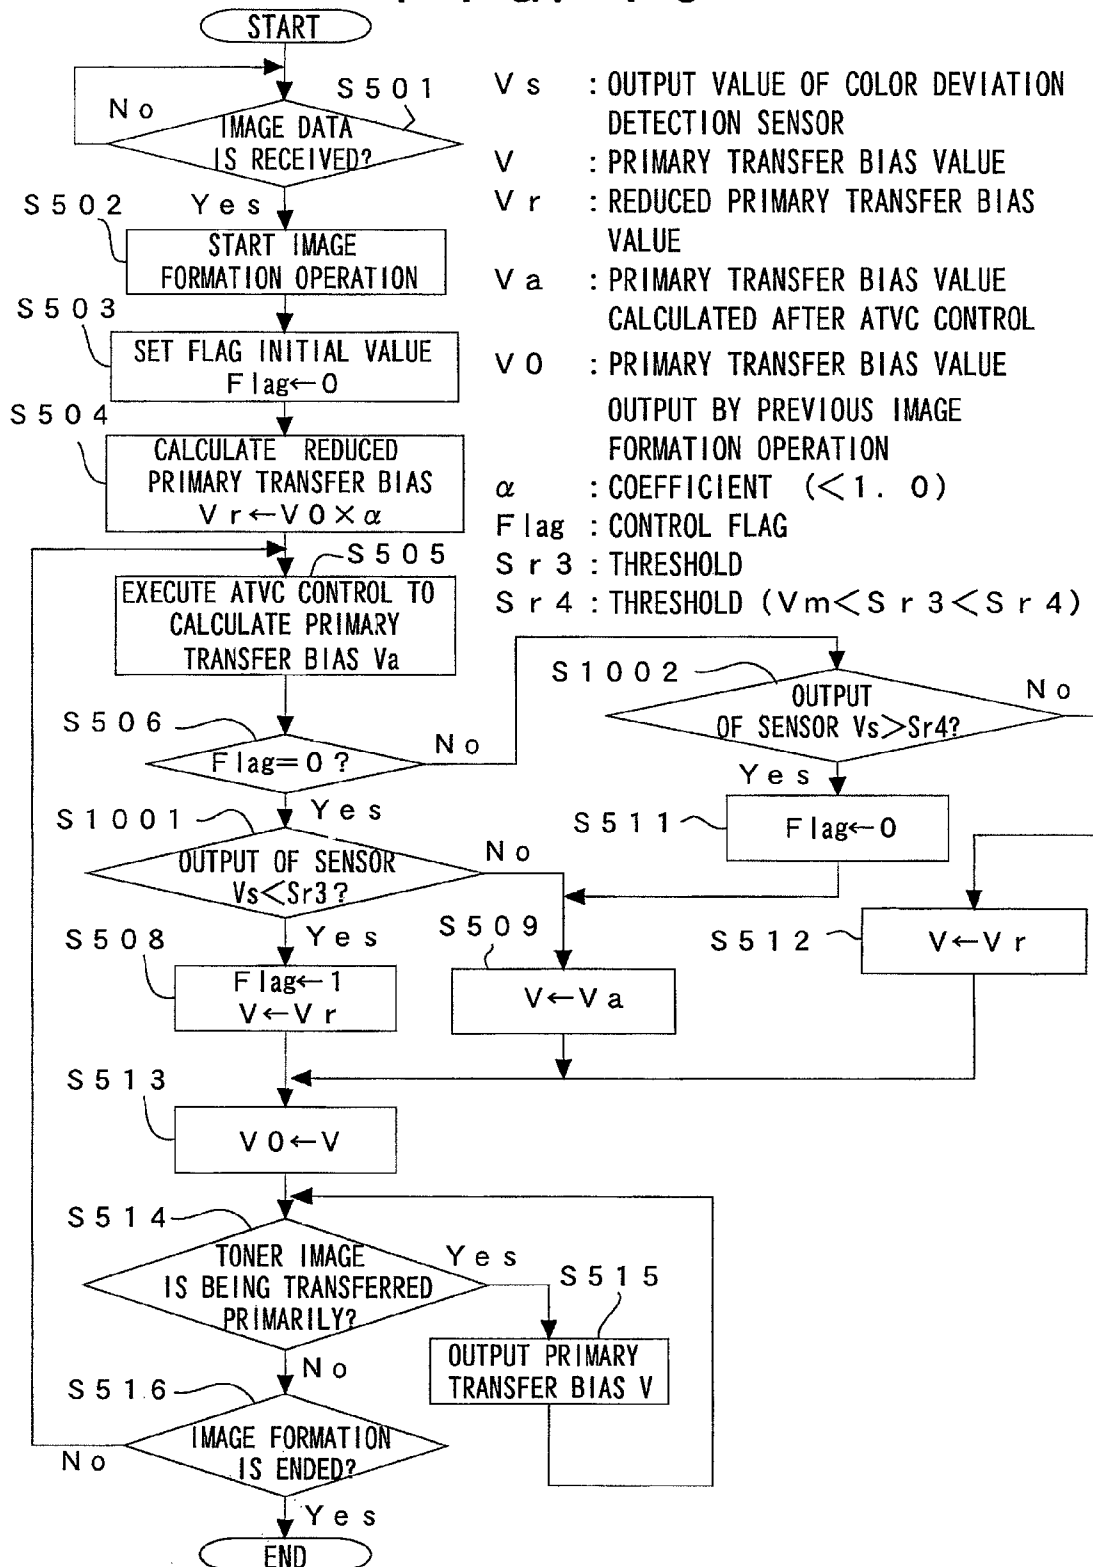 START
S501
No
IMAGE DATA
IS RECEIVED?
Yes
S502
START IMAGE
FORMATION OPERATION
S503
SET FLAG INITIAL VALUE
Flag←0
S504
CALCULATE REDUCED
PRIMARY TRANSFER BIAS
Vr←V0×α
S505
EXECUTE ATVC CONTROL TO
CALCULATE PRIMARY
TRANSFER BIAS Va
S506
Flag=0?
No
Yes
S1001
OUTPUT OF SENSOR
Vs<Sr3?
No
Yes
S508
Flag←1
V←Vr
S509
V←Va
S1002
OUTPUT
OF SENSOR Vs>Sr4?
No
Yes
S511
Flag←0
S512
V←Vr
S513
V0←V
S514
TONER IMAGE
IS BEING TRANSFERRED
PRIMARILY?
Yes
S515
OUTPUT PRIMARY
TRANSFER BIAS V
No
S516
IMAGE FORMATION
IS ENDED?
No
Yes
END
Vs : OUTPUT VALUE OF COLOR DEVIATION
DETECTION SENSOR
V : PRIMARY TRANSFER BIAS VALUE
Vr : REDUCED PRIMARY TRANSFER BIAS
VALUE
Va : PRIMARY TRANSFER BIAS VALUE
CALCULATED AFTER ATVC CONTROL
V0 : PRIMARY TRANSFER BIAS VALUE
OUTPUT BY PREVIOUS IMAGE
FORMATION OPERATION
α : COEFFICIENT (<1.0)
Flag : CONTROL FLAG
Sr3 : THRESHOLD
Sr4 : THRESHOLD (Vm<Sr3<Sr4)